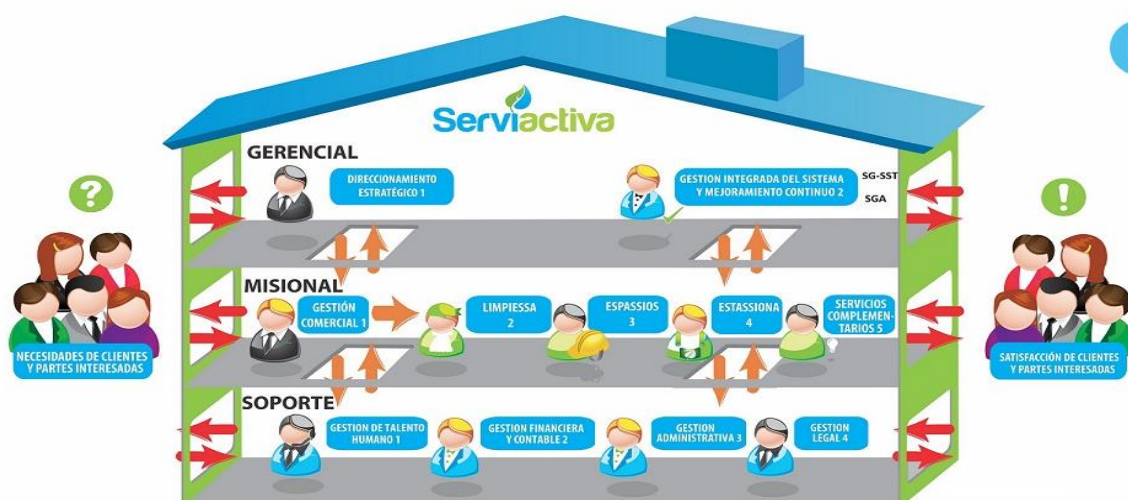 Serviactiva
GERENCIAL
DIRECCIONAMIENTO
ESTRATÉGICO 1
GESTION INTEGRADA DEL SISTEMA
Y MEJORAMIENTO CONTINUO 2
SG-SST
SGA
?
!
MISIONAL
GESTIÓN
COMERCIAL 1
LIMPIESSA
2
ESPASSIOS
3
ESTASSIONA
4
SERVICIOS
COMPLEMEN-
TARIOS 5
NECESIDADES DE CLIENTES
Y PARTES INTERESADAS
SATISFACCIÓN DE CLIENTES
Y PARTES INTERESADAS
SOPORTE
GESTION DE TALENTO
HUMANO 1
GESTION FINANCIERA
Y CONTABLE 2
GESTION
ADMINISTRATIVA 3
GESTION
LEGAL 4